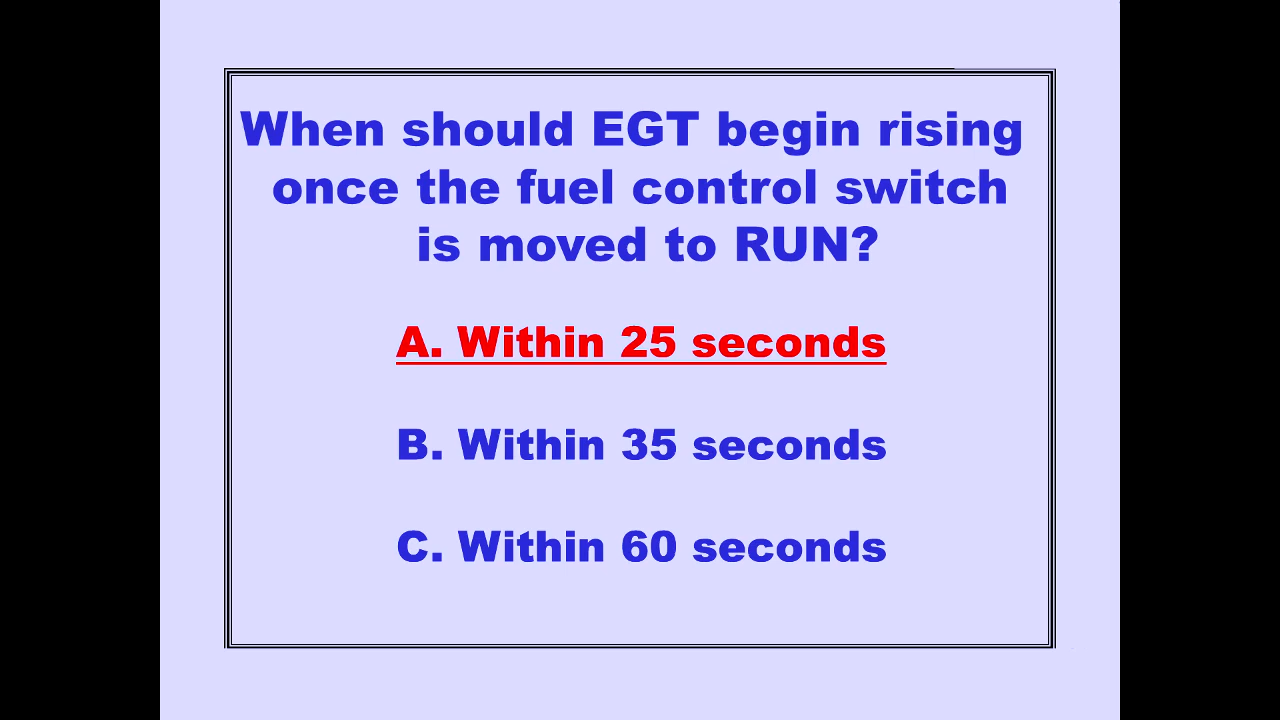 When should EGT begin rising
once the fuel control switch
is moved to RUN?
A. Within 25 seconds
B. Within 35 seconds
C. Within 60 seconds